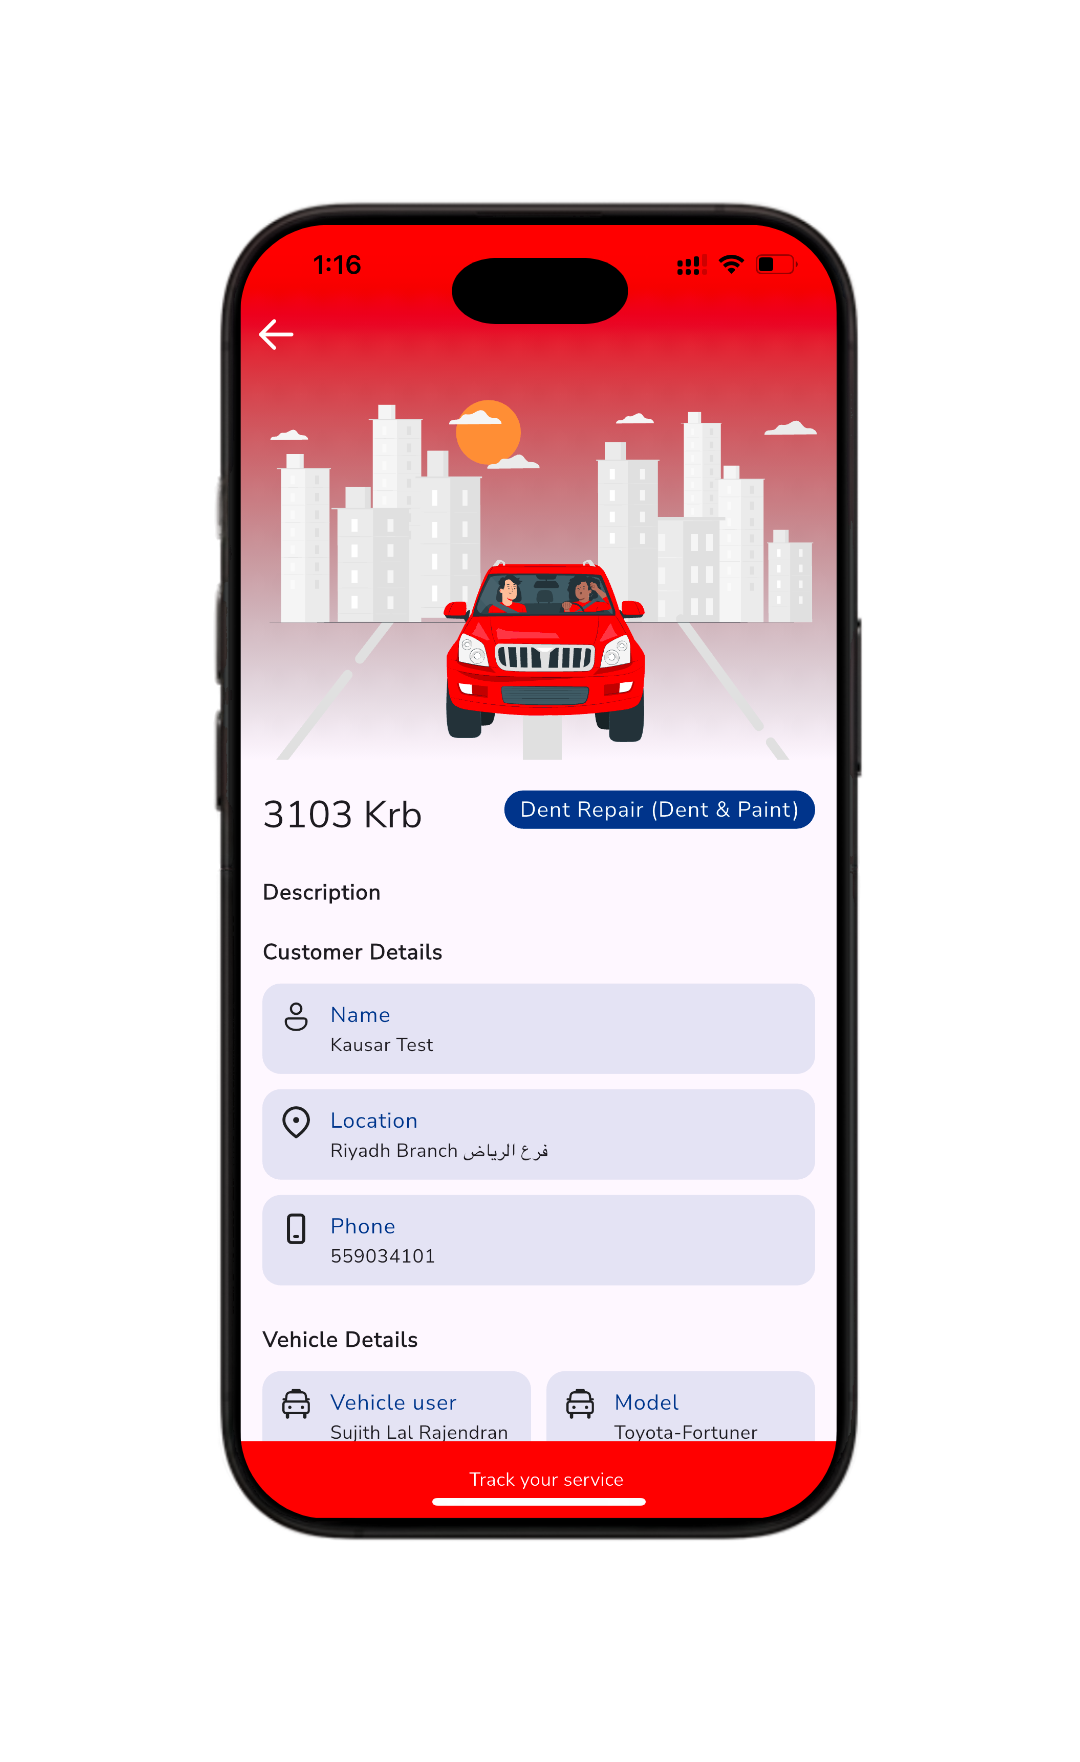 1:16
3103 Krb
Dent Repair (Dent & Paint)
Description
Customer Details
Name
Kausar Test
Location
Riyadh Branch فرع الرياض
Phone
559034101
Vehicle Details
Vehicle user
Sujith Lal Rajendran
Model
Toyota-Fortuner
Track your service